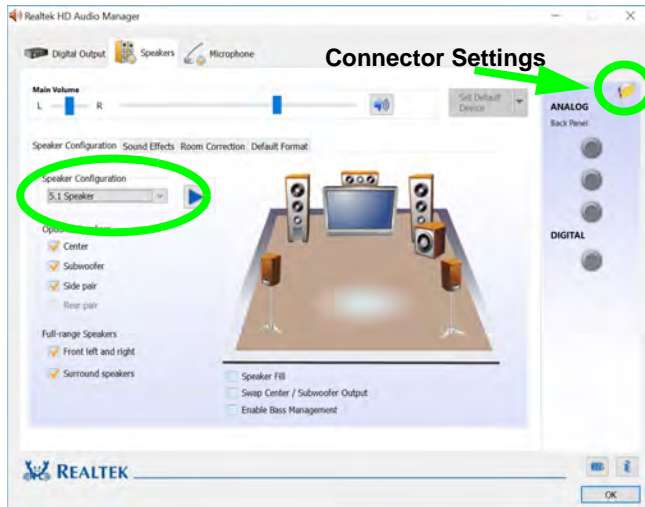 Realtek HD Audio Manager
Digital Output
Speakers
Microphone
Connector Settings
Main Volume
L
R
Set Default
Device
ANALOG
Back Panel
Speaker Configuration
Sound Effects
Room Correction
Default Format
Speaker Configuration
5.1 Speaker
Center
Subwoofer
Side pair
Rear pair
DIGITAL
Full-range Speakers
Front left and right
Surround speakers
Speaker Fill
Swap Center / Subwoofer Output
Enable Bass Management
REALTEK
OK